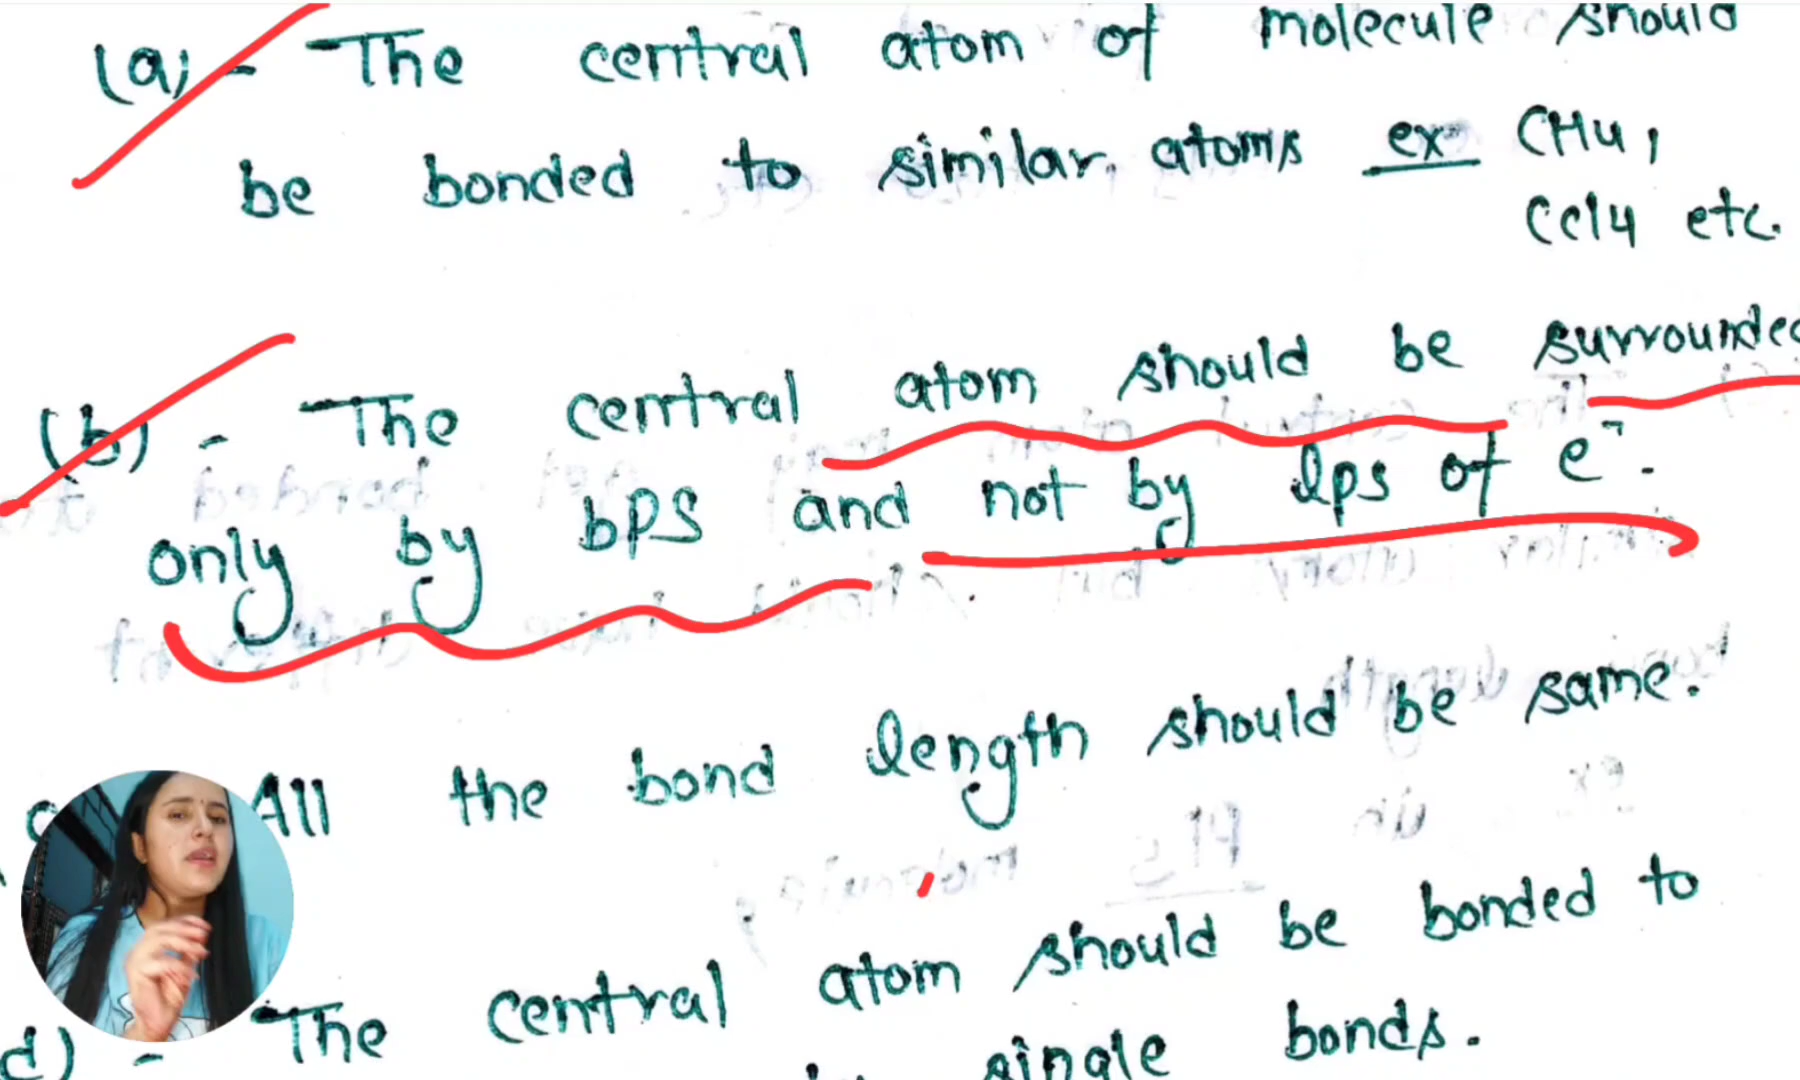 (a) - The central atom of molecule should
be bonded to similar atoms ex CH4,
CCl4 etc.
(b) - The central atom should be surrounded
only by bps and not by lps of e-.
All the bond length should be same.
d) - The central atom should be bonded to
single bonds.